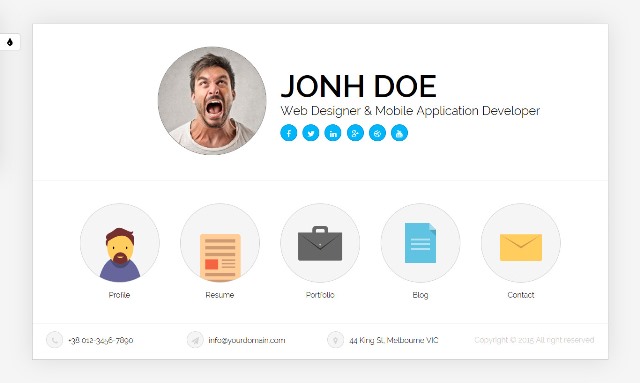 JONH DOE
Web Designer & Mobile Application Developer
Profile Resume Portfolio Blog Contact
+38 012-3456-7890 info@yourdomain.com 44 King St, Melbourne VIC Copyright © 2015 All right reserved